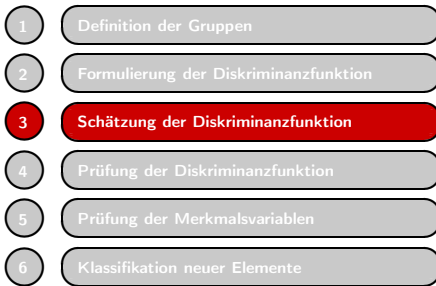 1 Definition der Gruppen
2 Formulierung der Diskriminanzfunktion
3 Schätzung der Diskriminanzfunktion
4 Prüfung der Diskriminanzfunktion
5 Prüfung der Merkmalsvariablen
6 Klassifikation neuer Elemente